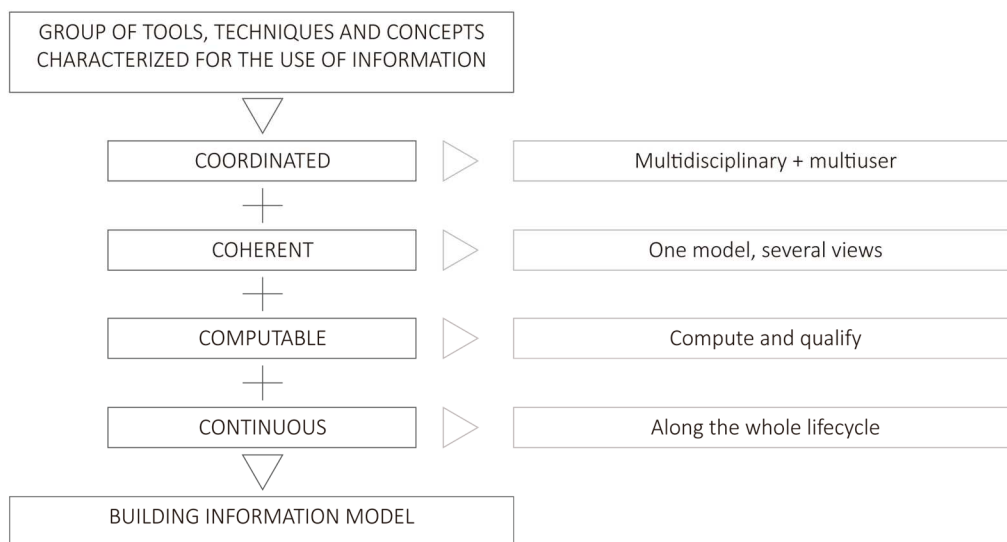 GROUP OF TOOLS, TECHNIQUES AND CONCEPTS
CHARACTERIZED FOR THE USE OF INFORMATION
COORDINATED
Multidisciplinary + multiuser
COHERENT
One model, several views
COMPUTABLE
Compute and qualify
CONTINUOUS
Along the whole lifecycle
BUILDING INFORMATION MODEL